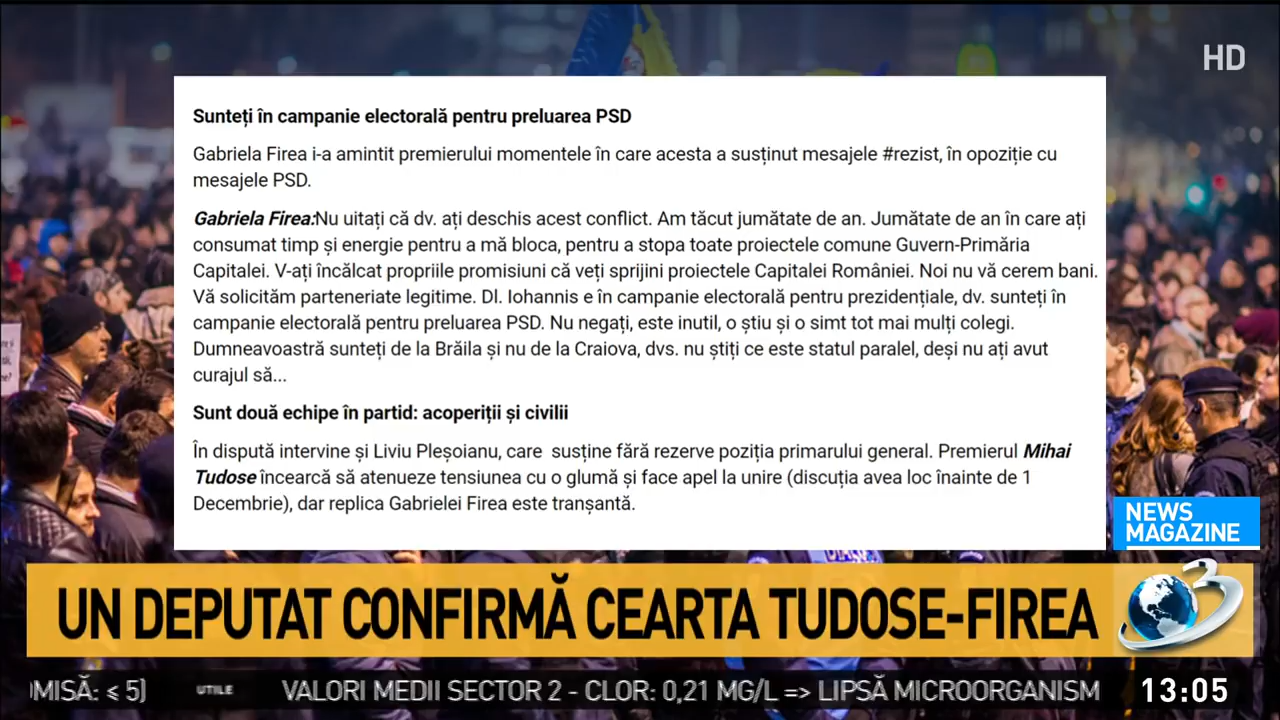 HD
Sunteți în campanie electorală pentru preluarea PSD
Gabriela Firea i-a amintit premierului momentele în care acesta a susținut mesajele #rezist, în opoziție cu
mesajele PSD.
Gabriela Firea:Nu uitați că dv. ați deschis acest conflict. Am tăcut jumătate de an. Jumătate de an în care ați
consumat timp și energie pentru a mă bloca, pentru a stopa toate proiectele comune Guvern-Primăria
Capitalei. V-ați încălcat propriile promisiuni că veți sprijini proiectele Capitalei României. Noi nu vă cerem bani.
Vă solicităm parteneriate legitime. Dl. Iohannis e în campanie electorală pentru prezidențiale, dv. sunteți în
campanie electorală pentru preluarea PSD. Nu negați, este inutil, o știu și o simt tot mai mulți colegi.
Dumneavoastră sunteți de la Brăila și nu de la Craiova, dvs. nu știți ce este statul paralel, deși nu ați avut
curajul să...
Sunt două echipe în partid: acoperiții și civilii
În dispută intervine și Liviu Pleșoianu, care susține fără rezerve poziția primarului general. Premierul Mihai
Tudose încearcă să atenueze tensiunea cu o glumă și face apel la unire (discuția avea loc înainte de 1
Decembrie), dar replica Gabrielei Firea este tranșantă.
NEWS
MAGAZINE
UN DEPUTAT CONFIRMĂ CEARTA TUDOSE-FIREA
3
MISĂ: ≤ 5) UTILE VALORI MEDII SECTOR 2 - CLOR: 0,21 MG/L => LIPSĂ MICROORGANISM
13:05